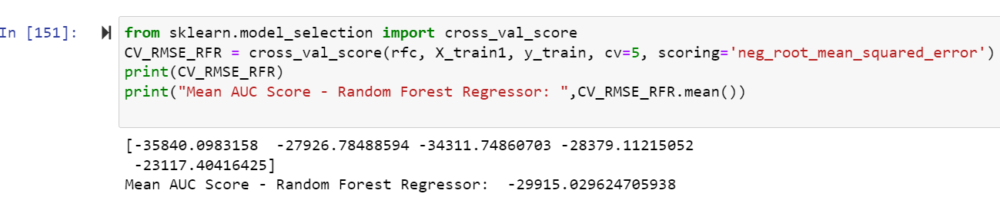 In [151]:
from sklearn.model_selection import cross_val_score
CV_RMSE_RFR = cross_val_score(rfc, X_train1, y_train, cv=5, scoring='neg_root_mean_squared_error')
print(CV_RMSE_RFR)
print("Mean AUC Score - Random Forest Regressor: ",CV_RMSE_RFR.mean())
[-35840.0983158  -27926.78488594 -34311.74860703 -28379.11215052
 -23117.40416425]
Mean AUC Score - Random Forest Regressor:  -29915.029624705938